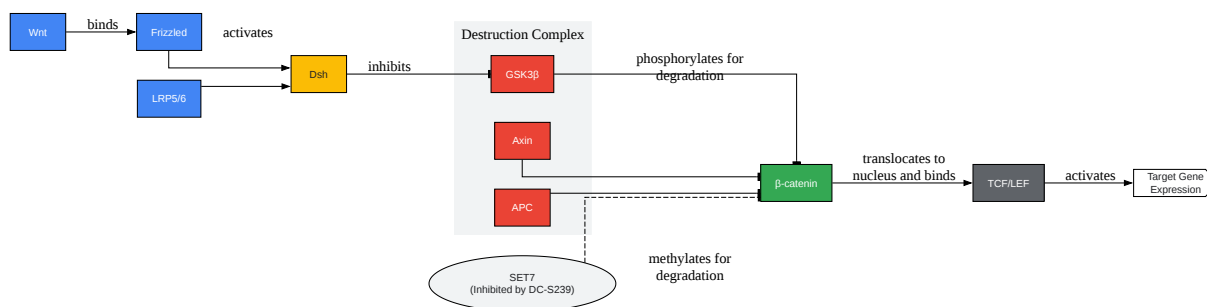 Wnt
binds
Frizzled
activates
LRP5/6
Dsh
inhibits
Destruction Complex
GSK3β
Axin
APC
phosphorylates for
degradation
β-catenin
translocates to
nucleus and binds
TCF/LEF
activates
Target Gene
Expression
methylates for
degradation
SET7
(Inhibited by DC-S239)